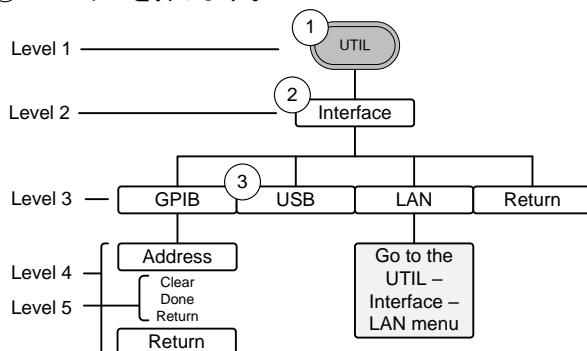 Level 1
1
UTIL
Level 2
2
Interface
Level 3
GPIB
3
USB
LAN
Return
Level 4
Address
Level 5
Clear
Done
Return
Return
Go to the
UTIL –
Interface –
LAN menu